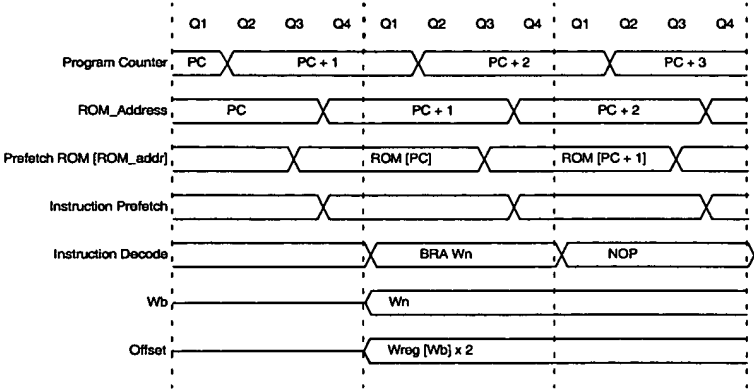 Q1 Q2 Q3 Q4 Q1 Q2 Q3 Q4 Q1 Q2 Q3 Q4
Program Counter PC PC + 1 PC + 2 PC + 3
ROM_Address PC PC + 1 PC + 2
Prefetch ROM [ROM_addr] ROM [PC] ROM [PC + 1]
Instruction Prefetch
Instruction Decode BRA Wn NOP
Wb Wn
Offset Wreg [Wb] x 2